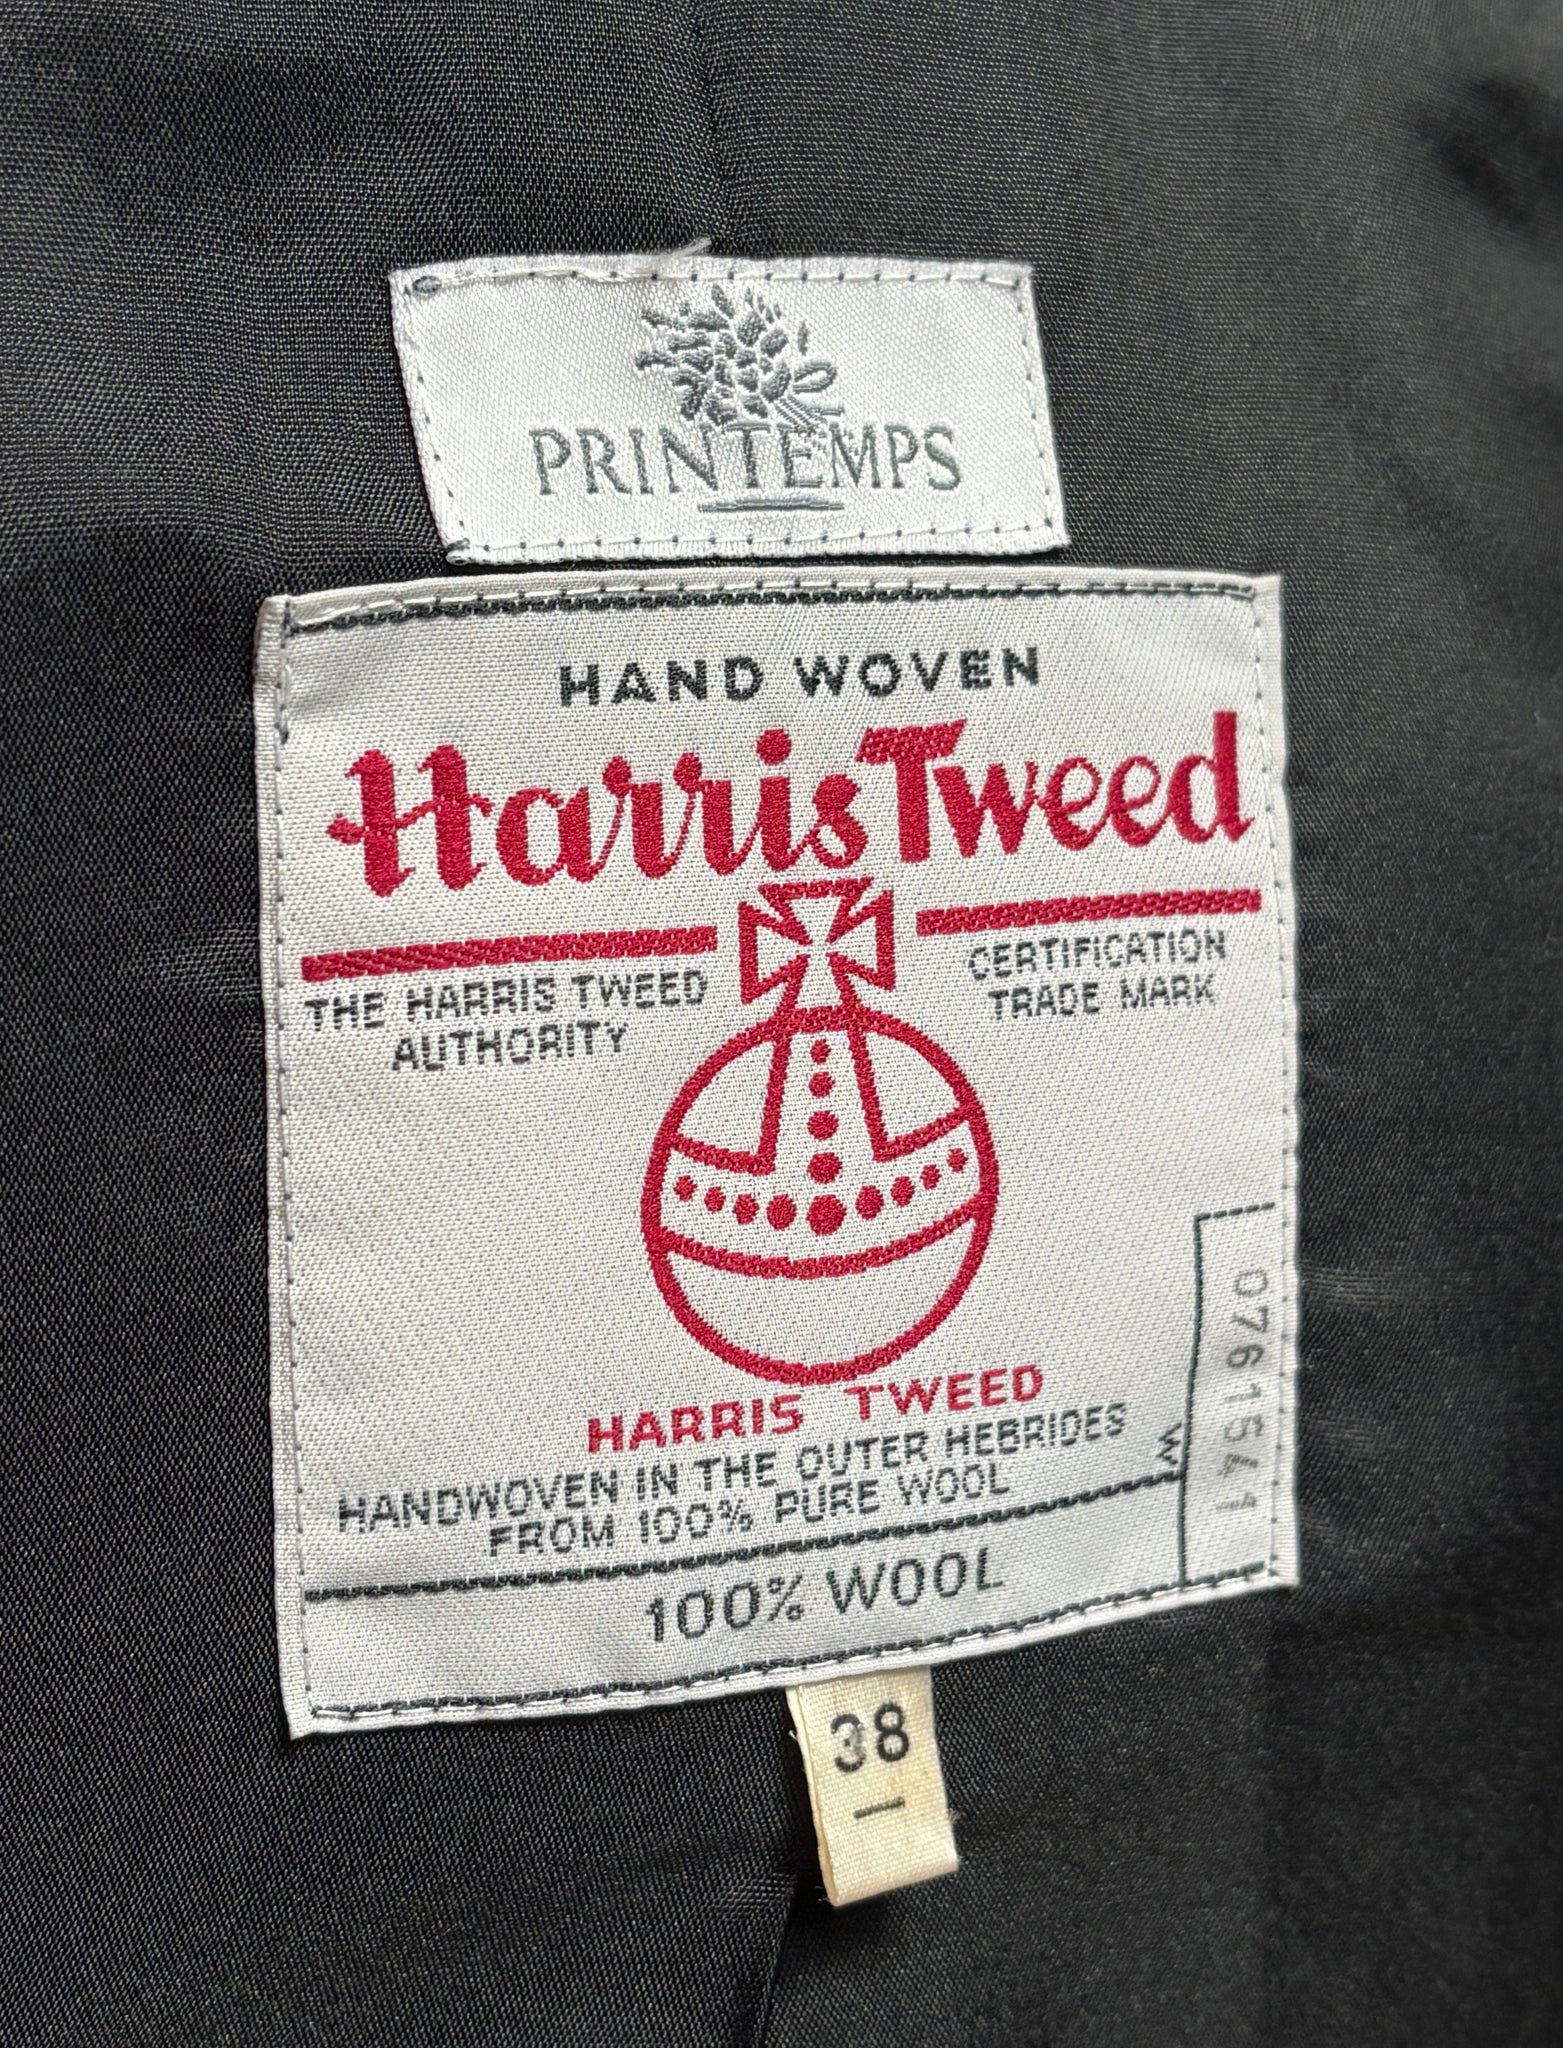 PRINTEMPS
HAND WOVEN
Harris Tweed
THE HARRIS TWEED
AUTHORITY
CERTIFICATION
TRADE MARK
HARRIS TWEED
HANDWOVEN IN THE OUTER HEBRIDES
FROM 100% PURE WOOL
W
07615541
100% WOOL
38